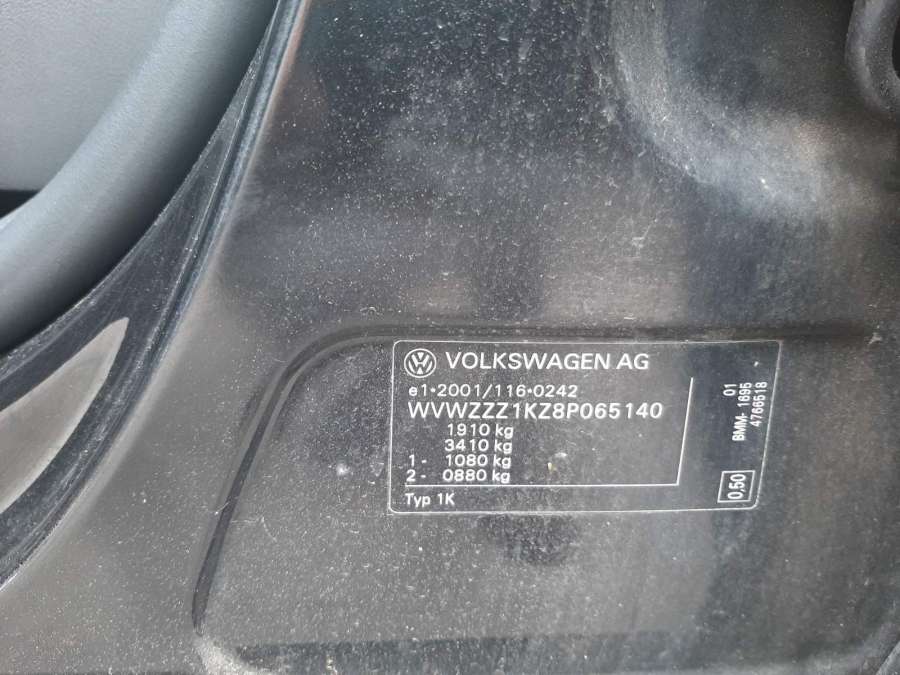 VOLKSWAGEN AG
e1*2001/116*0242
WVWZZZ1KZ8P065140
1910 kg
3410 kg
1- 1080 kg
2- 0880 kg
Typ 1K
01
BMM- 1695
4766518
0,50